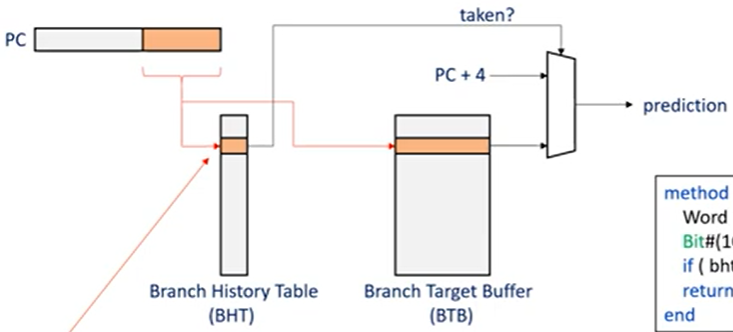 taken?
PC
PC + 4
prediction
Branch History Table
(BHT)
Branch Target Buffer
(BTB)
method
Word
Bit#(1
if ( bht
return
end